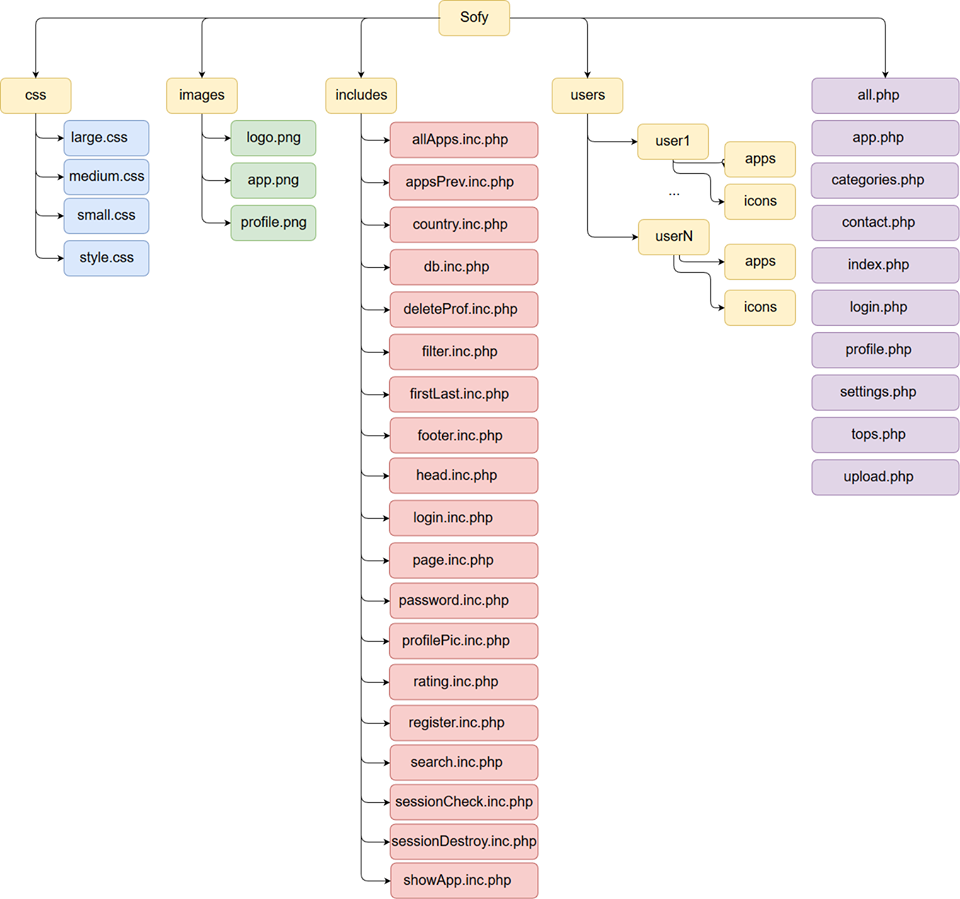 Sofy
css
large.css
medium.css
small.css
style.css
images
logo.png
app.png
profile.png
includes
allApps.inc.php
appsPrev.inc.php
country.inc.php
db.inc.php
deleteProf.inc.php
filter.inc.php
firstLast.inc.php
footer.inc.php
head.inc.php
login.inc.php
page.inc.php
password.inc.php
profilePic.inc.php
rating.inc.php
register.inc.php
search.inc.php
sessionCheck.inc.php
sessionDestroy.inc.php
showApp.inc.php
users
user1
apps
icons
...
userN
apps
icons
all.php
app.php
categories.php
contact.php
index.php
login.php
profile.php
settings.php
tops.php
upload.php